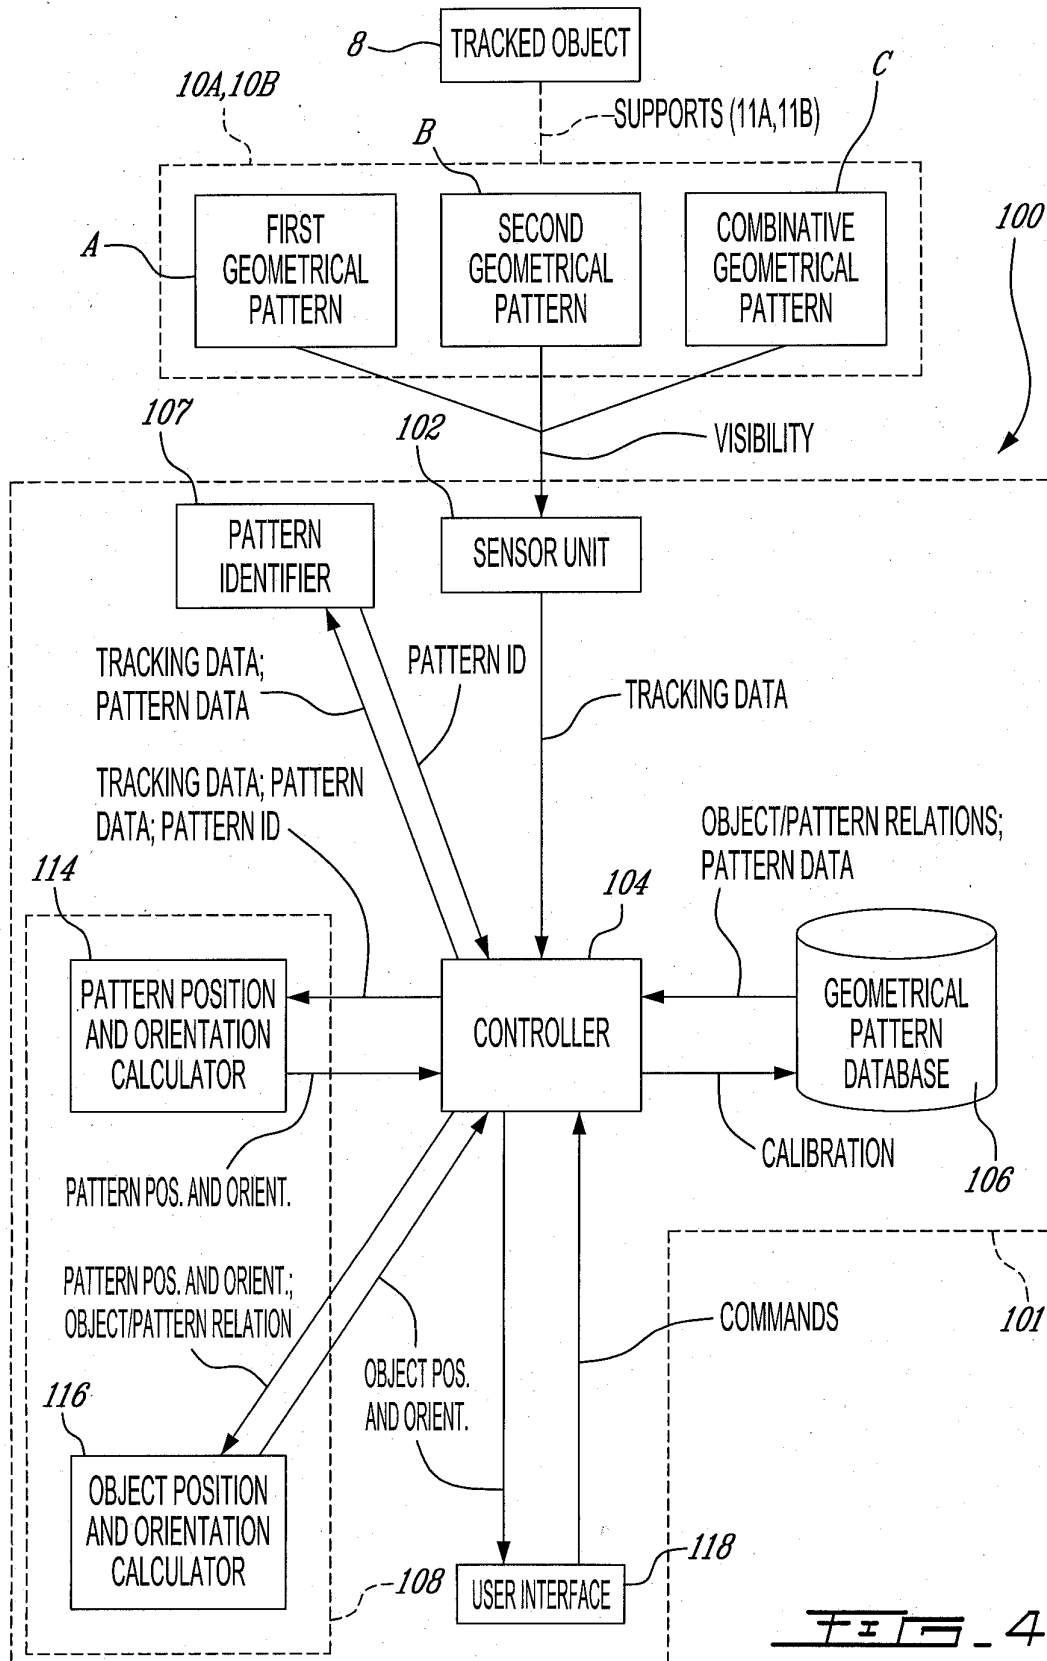 8
TRACKED OBJECT
C
10A,10B
SUPPORTS (11A,11B)
B
A
FIRST
GEOMETRICAL
PATTERN
SECOND
GEOMETRICAL
PATTERN
COMBINATIVE
GEOMETRICAL
PATTERN
100
107
102
VISIBILITY
PATTERN
IDENTIFIER
SENSOR UNIT
TRACKING DATA;
PATTERN DATA
PATTERN ID
TRACKING DATA
TRACKING DATA; PATTERN
DATA; PATTERN ID
OBJECT/PATTERN RELATIONS;
PATTERN DATA
114
104
PATTERN POSITION
AND ORIENTATION
CALCULATOR
CONTROLLER
GEOMETRICAL
PATTERN
DATABASE
CALIBRATION
106
PATTERN POS. AND ORIENT.
PATTERN POS. AND ORIENT.;
OBJECT/PATTERN RELATION
COMMANDS
101
OBJECT POS.
AND ORIENT.
116
OBJECT POSITION
AND ORIENTATION
CALCULATOR
108
USER INTERFACE
118
FIG_4